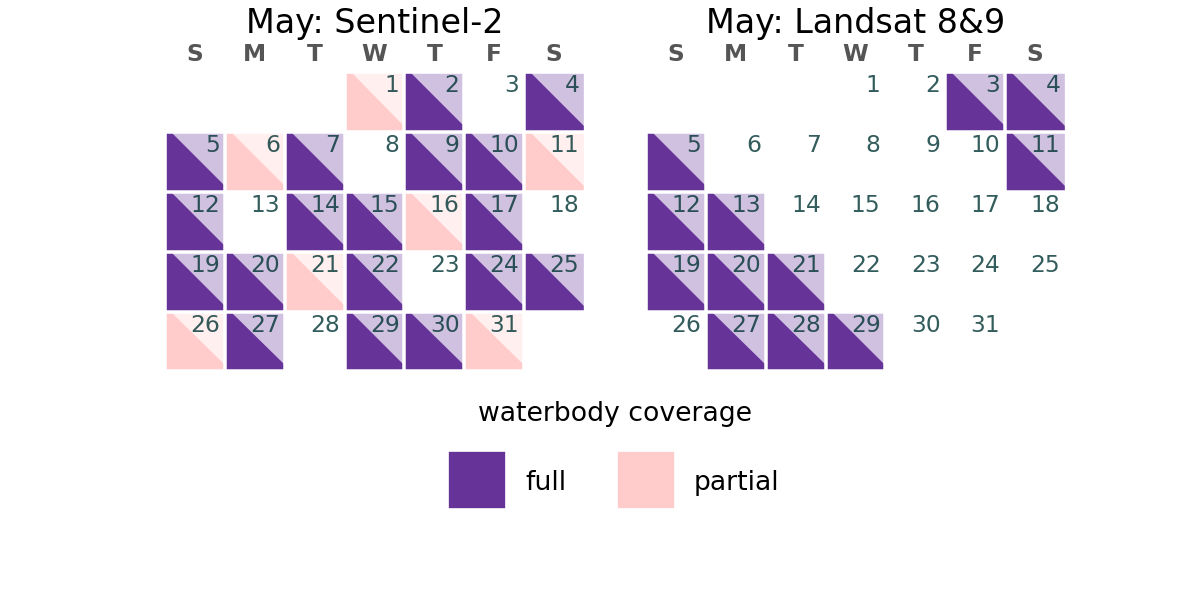 May: Sentinel-2
S M T W T F S
1 2 3 4
5 6 7 8 9 10 11
12 13 14 15 16 17 18
19 20 21 22 23 24 25
26 27 28 29 30 31
May: Landsat 8&9
S M T W T F S
1 2 3 4
5 6 7 8 9 10 11
12 13 14 15 16 17 18
19 20 21 22 23 24 25
26 27 28 29 30 31
waterbody coverage
full
partial